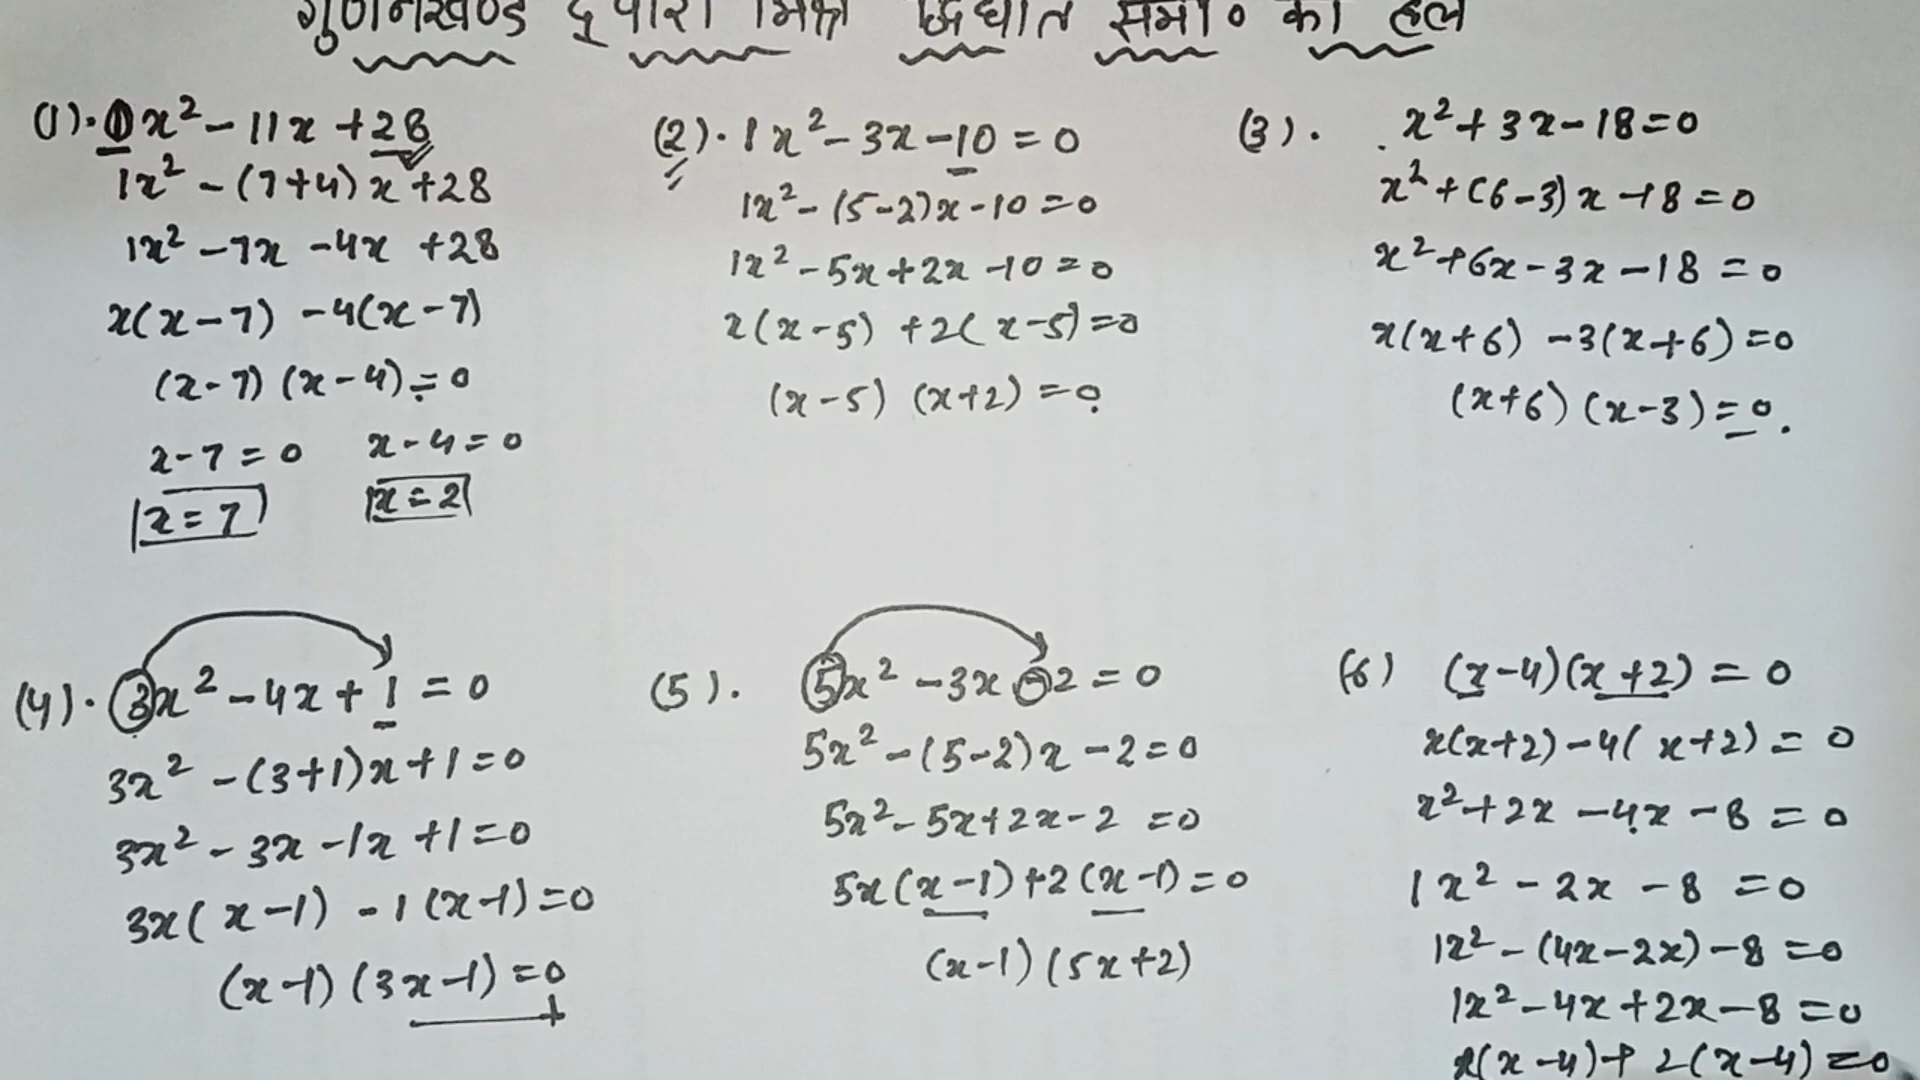 गुणनखण्ड द्वारा निम्न द्विघात समी० को हल
(1). 1x² - 11x + 28
1x² - (7+4)x + 28
1x² - 7x - 4x + 28
x(x-7) - 4(x-7)
(x-7) (x-4) = 0
x-7 = 0 x-4 = 0
x = 7 x = 2
(2). 1x² - 3x - 10 = 0
1x² - (5-2)x - 10 = 0
1x² - 5x + 2x - 10 = 0
x(x-5) + 2(x-5) = 0
(x-5) (x+2) = 0
(3). x² + 3x - 18 = 0
x² + (6-3)x - 18 = 0
x² + 6x - 3x - 18 = 0
x(x+6) - 3(x+6) = 0
(x+6) (x-3) = 0.
(4). 3x² - 4x + 1 = 0
3x² - (3+1)x + 1 = 0
3x² - 3x - 1x + 1 = 0
3x(x-1) - 1(x-1) = 0
(x-1) (3x-1) = 0
(5). 5x² - 3x - 2 = 0
5x² - (5-2)x - 2 = 0
5x² - 5x + 2x - 2 = 0
5x(x-1) + 2(x-1) = 0
(x-1) (5x+2)
(6) (x-4)(x+2) = 0
x(x+2) - 4(x+2) = 0
x² + 2x - 4x - 8 = 0
1x² - 2x - 8 = 0
1x² - (4x-2x) - 8 = 0
1x² - 4x + 2x - 8 = 0
x(x-4) + 2(x-4) = 0